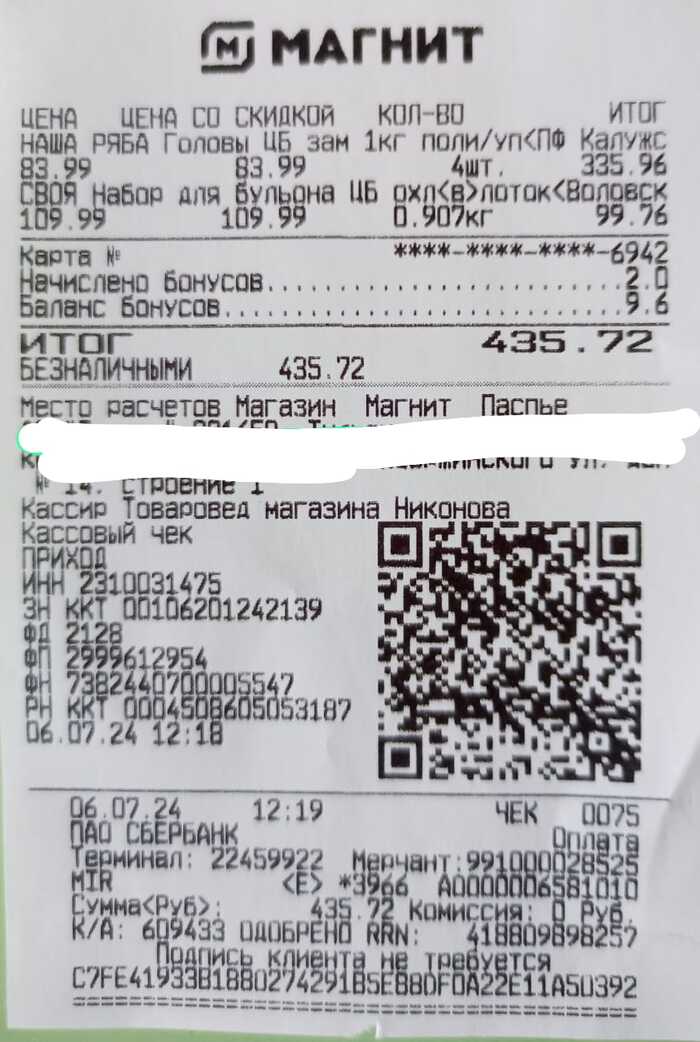 МАГНИТ
ЦЕНА ЦЕНА СО СКИДКОЙ КОЛ-ВО ИТОГ
НАША РЯБА Головы ЦБ зам 1кг поли/уп<ПФ Калужс
83.99 83.99 4шт. 335.96
СВОЯ Набор для бульона ЦБ охл<в>лоток<Воловск
109.99 109.99 0.907кг 99.76
Карта № ****-****-****-6942
Начислено бонусов..............................2.0
Баланс бонусов.................................9.6
ИТОГ 435.72
БЕЗНАЛИЧНЫМИ 435.72
Место расчетов Магазин Магнит Паспье
ул.
№ 14. СТРОЕНИЕ 1
Кассир Товаровед магазина Никонова
Кассовый чек
ПРИХОД
ИНН 2310031475
ЗН ККТ 00106201242139
ФД 2128
ФП 2999612954
ФН 7382440700005547
РН ККТ 0004508605053187
06.07.24 12:18
06.07.24 12:19 ЧЕК 0075
ПАО СБЕРБАНК Оплата
Терминал: 22459922 Мерчант:991000028525
MIR <E> *3966 A0000006581010
Сумма<Руб>: 435.72 Комиссия: 0 Руб.
К/А: 609433 ОДОБРЕНО RRN: 418809898257
Подпись клиента не требуется
C7FE41933B1880274291B5EB8DF0A22E11A50392